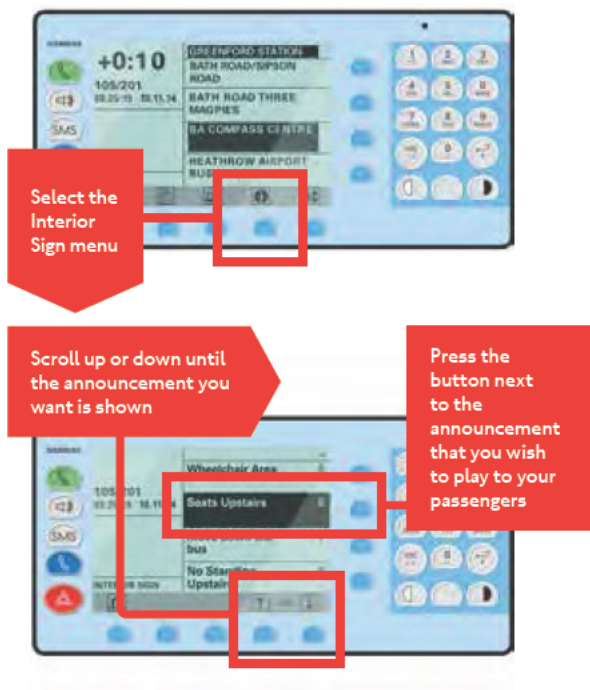 SIEMENS
+0:10
105/201
GREENFORD STATION
BATH ROAD/SIPSON
ROAD
BATH ROAD THREE
MAGPIES
BA COMPASS CENTRE
HEATHROW AIRPORT
BUS
SMS
1
2
3
4
5
6
7
8
9
0
Select the
Interior
Sign menu
Scroll up or down until
the announcement you
want is shown
Press the
button next
to the
announcement
that you wish
to play to your
passengers
SIEMENS
105/201
Wheelchair Area
Seats Upstairs
bus
No Standing
Upstairs
INTERIOR SIGN
SMS
0